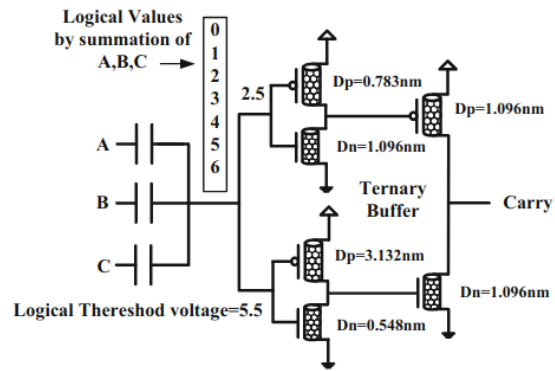 Logical Values
by summation of
A,B,C
0
1
2
3
4
5
6
2.5
Dp=0.783nm
Dn=1.096nm
Dp=1.096nm
A
B
C
Ternary
Buffer
Carry
Dp=3.132nm
Dn=1.096nm
Logical Thereshod voltage=5.5
Dn=0.548nm